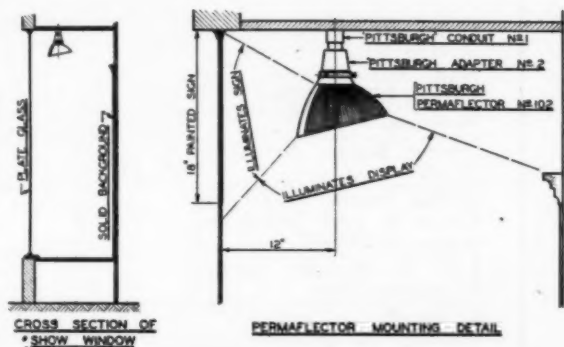 PLATE GLASS
SOLID BACKGROUND
CROSS SECTION OF
SHOW WINDOW
PITTSBURGH CONDUIT No 1
PITTSBURGH ADAPTER No 2
PITTSBURGH
PERMAFLECTOR No 102
18" PAINTED SIGN
ILLUMINATES SIGN
ILLUMINATES DISPLAY
12"
PERMAFLECTOR MOUNTING DETAIL